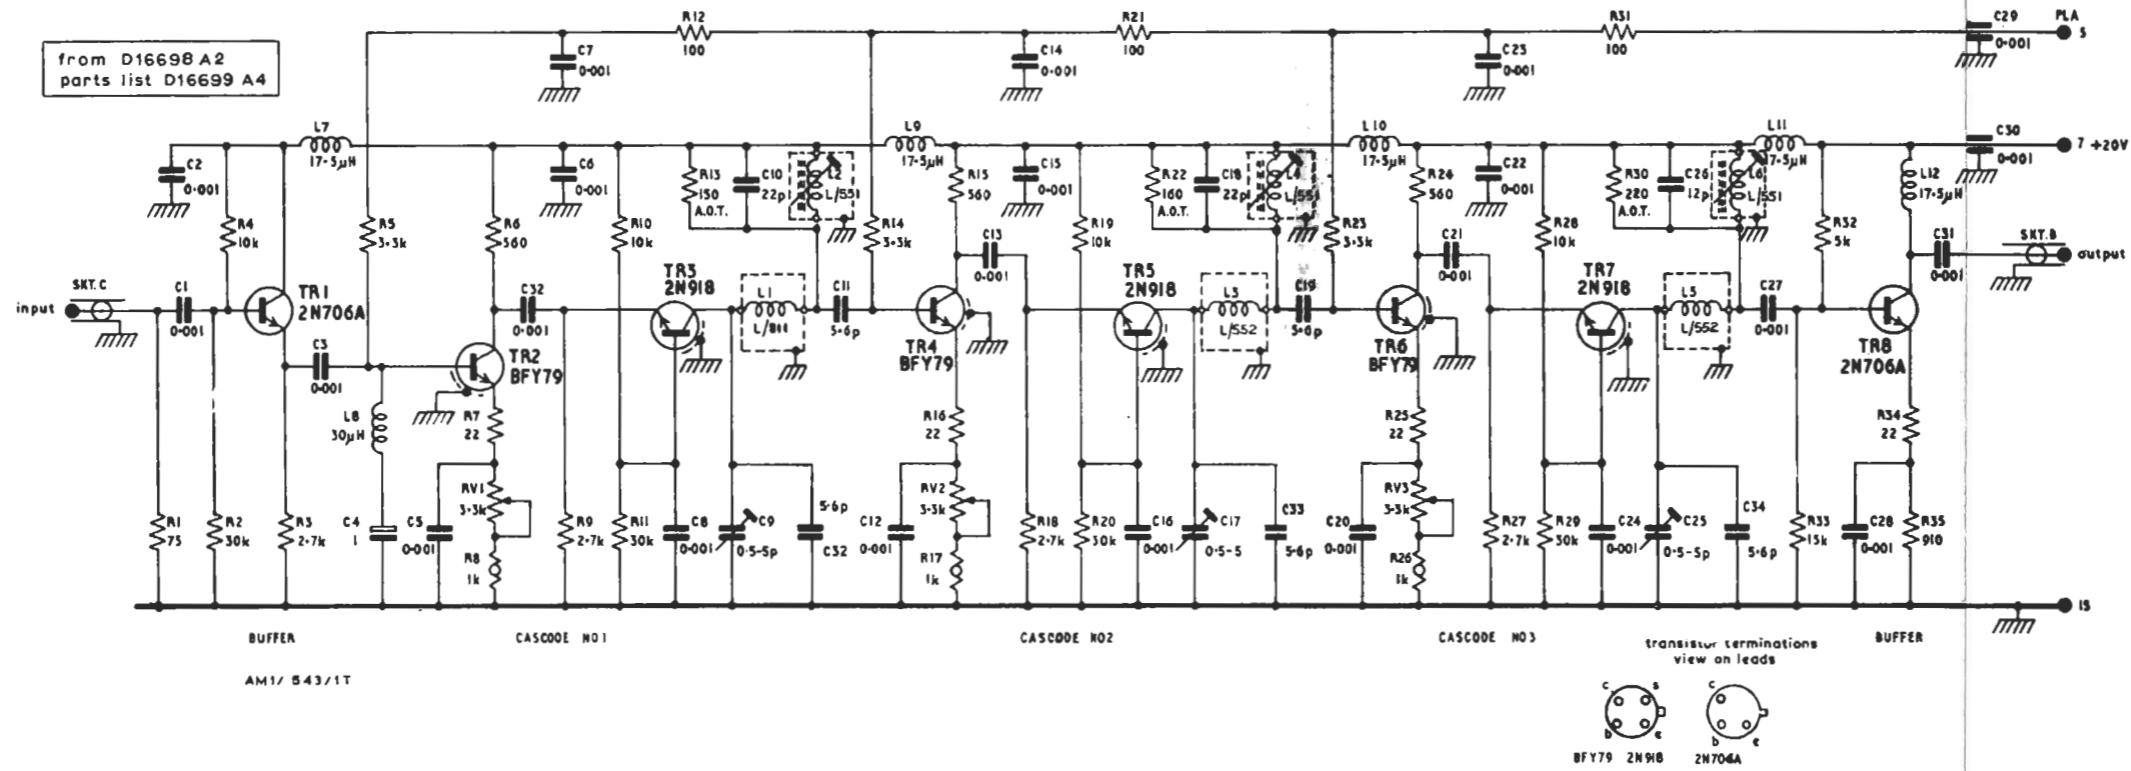 from D16698 A2
parts list D16699 A4
R12
100
R21
100
R31
100
C29
0·001
PLA
5
C7
0·001
C14
0·001
C23
0·001
L7
17·5µH
L9
17·5µH
L10
17·5µH
L11
17·5µH
C30
0·001
7 +20V
C2
0·001
R4
10k
R5
3·3k
R6
560
C6
0·001
R10
10k
R13
150
A.O.T.
C10
22p
L2
L/551
R14
3·3k
R15
560
C15
0·001
C13
0·001
R19
10k
R22
160
A.O.T.
C18
22p
L4
L/551
R23
3·3k
R24
560
C22
0·001
C21
0·001
R28
10k
R30
220
A.O.T.
C26
12p
L6
L/551
R32
5k
L12
17·5µH
C31
0·001
SKT.B
output
SKT.C
input
C1
0·001
TR1
2N706A
C3
0·001
TR2
BFY79
C32
0·001
TR3
2N918
L1
C11
5·6p
TR4
BFY79
TR5
2N918
L3
L/552
C19
5·6p
TR6
BFY79
TR7
2N918
L5
L/552
C27
0·001
TR8
2N706A
L8
30µH
R7
22
R16
22
R25
22
R34
22
R1
75
R2
30k
R3
2·7k
C4
1
C5
0·001
RV1
3·3k
R8
1k
R9
2·7k
R11
30k
C8
0·001
C9
0·5-5p
5·6p
C32
C12
0·001
RV2
3·3k
R17
1k
R18
2·7k
R20
30k
C16
0·001
C17
0·5-5
C33
5·6p
C20
0·001
RV3
3·3k
R26
1k
R27
2·7k
R29
30k
C24
0·001
C25
0·5-5p
C34
5·6p
R33
15k
C28
0·001
R35
910
15
BUFFER
CASCODE NO1
CASCODE NO2
CASCODE NO3
BUFFER
AM1/ 543/1T
transistor terminations
view on leads
c
s
b
e
BFY79 2N918
c
b
e
2N706A